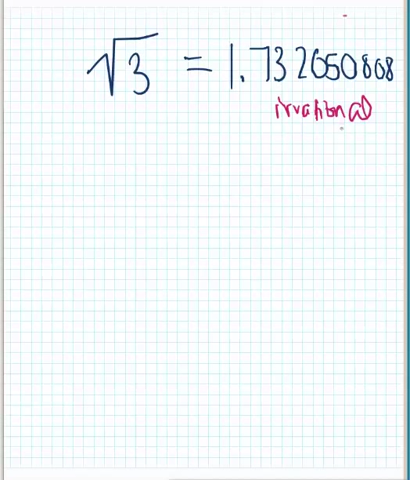 √3 = 1.732050808
irrational